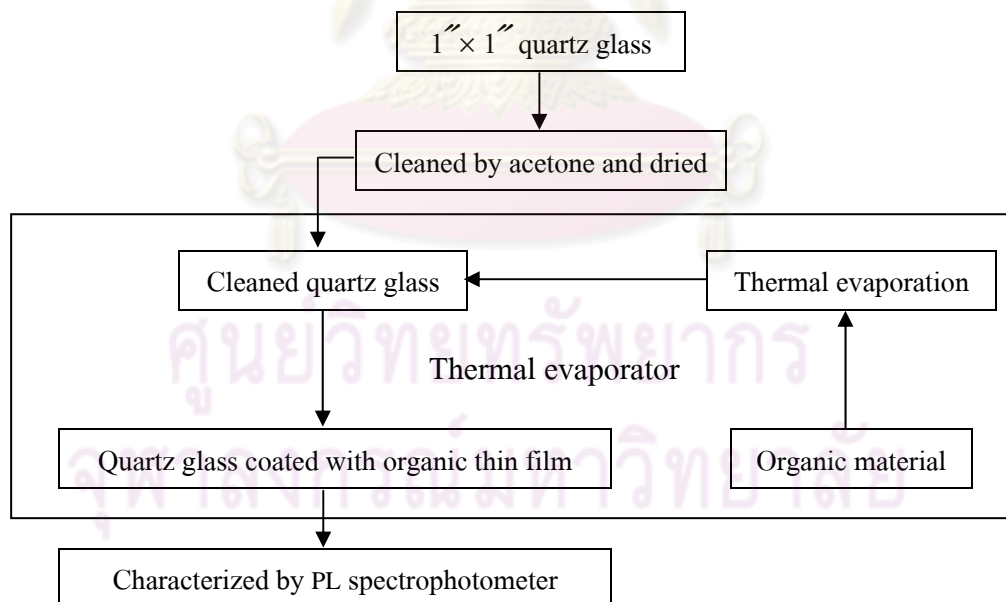 1″× 1″ quartz glass
Cleaned by acetone and dried
Cleaned quartz glass
Thermal evaporation
ศูนย์วิทยทรัพยากร
Thermal evaporator
Quartz glass coated with organic thin film
Organic material
จุฬาลงกรณ์มหาวิทยาลัย
Characterized by PL spectrophotometer